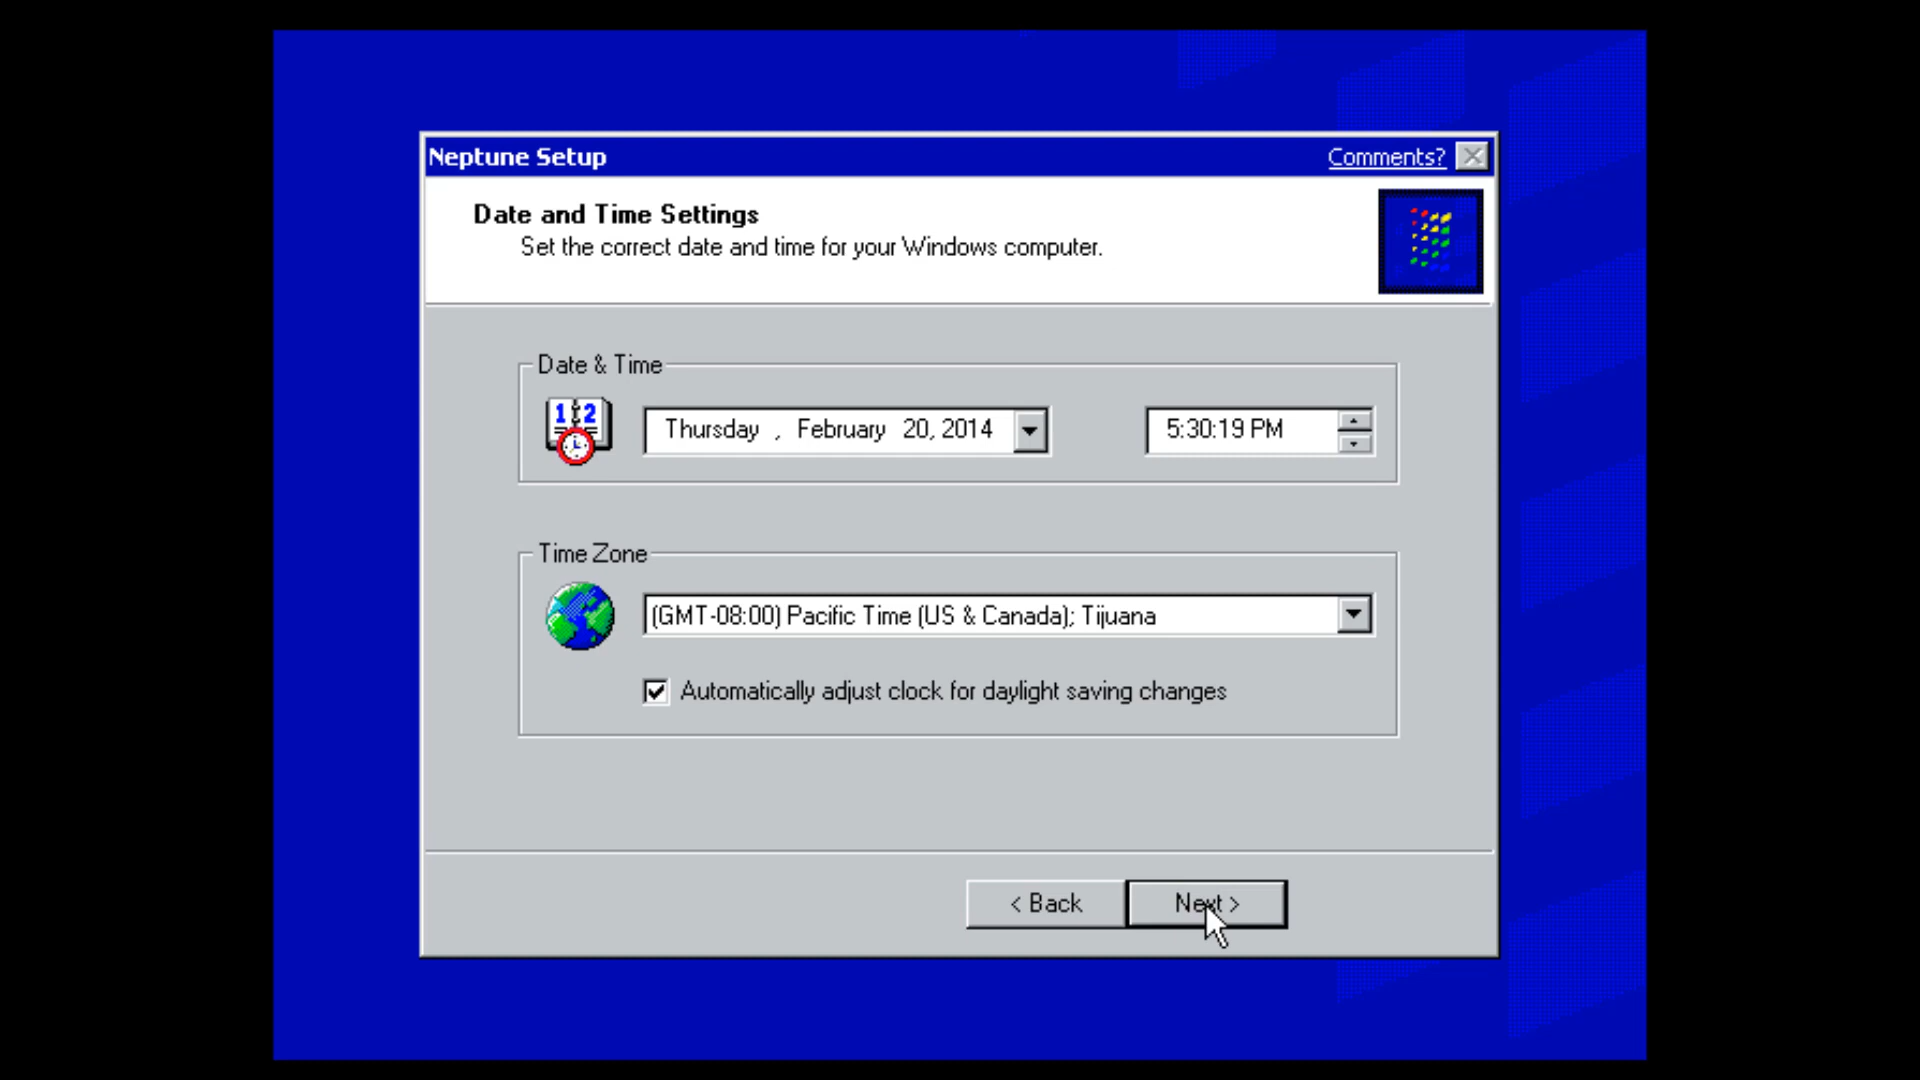 Neptune Setup
Comments?
Date and Time Settings
Set the correct date and time for your Windows computer.
Date & Time
12
Thursday , February 20, 2014
5:30:19 PM
Time Zone
(GMT-08:00) Pacific Time (US & Canada); Tijuana
Automatically adjust clock for daylight saving changes
< Back
Next >